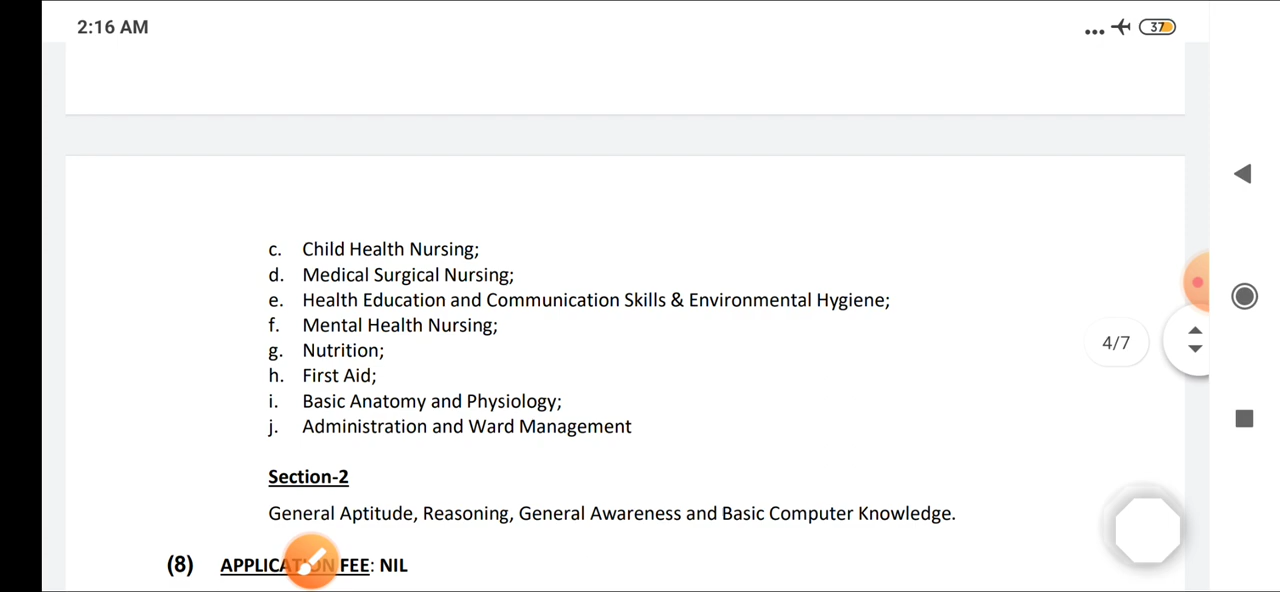 2:16 AM
37
c. Child Health Nursing;
d. Medical Surgical Nursing;
e. Health Education and Communication Skills & Environmental Hygiene;
f. Mental Health Nursing;
g. Nutrition;
h. First Aid;
i. Basic Anatomy and Physiology;
j. Administration and Ward Management
4/7
Section-2
General Aptitude, Reasoning, General Awareness and Basic Computer Knowledge.
(8) APPLICATION FEE: NIL